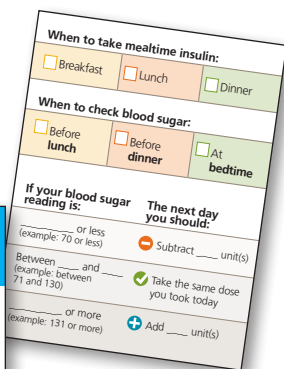 When to take mealtime insulin:
Breakfast
Lunch
Dinner
When to check blood sugar:
Before
lunch
Before
dinner
At
bedtime
If your blood sugar
reading is:
The next day
you should:
________ or less
(example: 70 or less)
Subtract ____ unit(s)
Between ____ and ____
(example: between
71 and 130)
Take the same dose
you took today
________ or more
(example: 131 or more)
Add ____ unit(s)